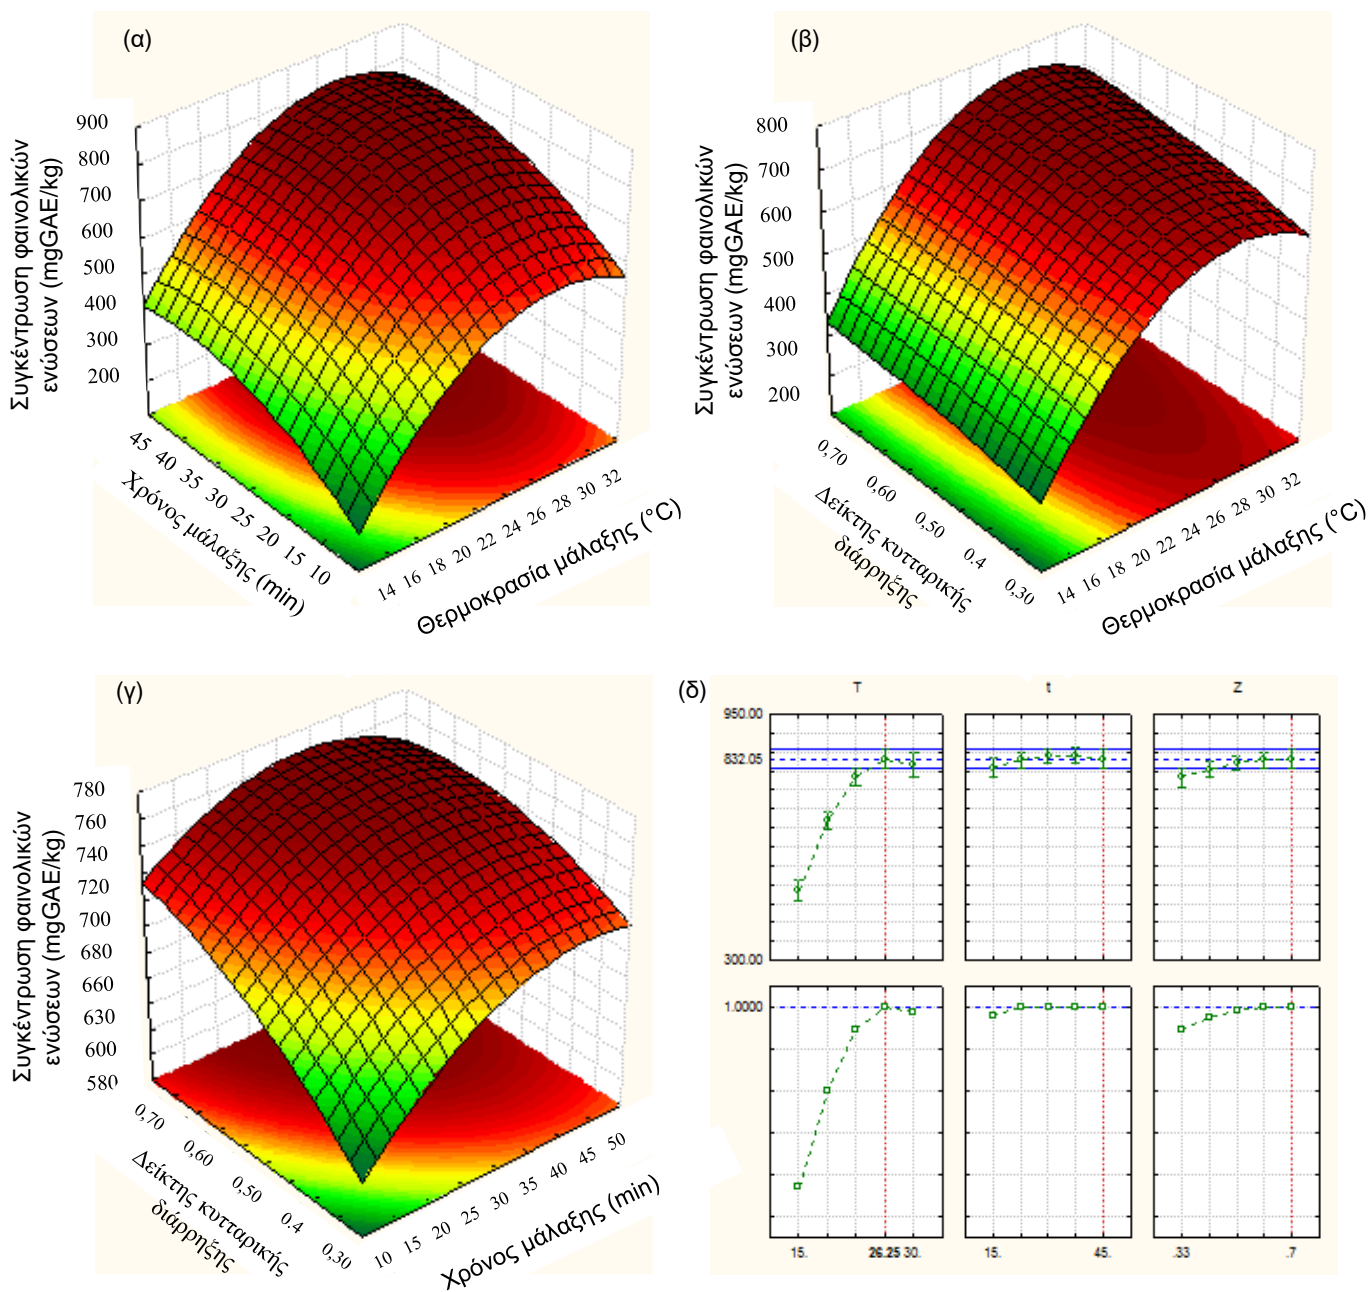 (α)
Συγκέντρωση φαινολικών
ενώσεων (mgGAE/kg)
900
800
700
600
500
400
300
200
45 40 35 30 25 20 15 10
Χρόνος μάλαξης (min)
14 16 18 20 22 24 26 28 30 32
Θερμοκρασία μάλαξης (°C)
(β)
Συγκέντρωση φαινολικών
ενώσεων (mgGAE/kg)
800
700
600
500
400
300
200
0,70 0,60 0,50 0.4 0,30
Δείκτης κυτταρικής
διάρρηξης
14 16 18 20 22 24 26 28 30 32
Θερμοκρασία μάλαξης (°C)
(γ)
Συγκέντρωση φαινολικών
ενώσεων (mgGAE/kg)
780
760
740
720
700
680
660
630
600
580
0,70 0,60 0,50 0.4 0,30
Δείκτης κυτταρικής
διάρρηξης
10 15 20 25 30 35 40 45 50
Χρόνος μάλαξης (min)
(δ)
T t Z
950.00
832.05
300.00
1.0000
15. 26.25 30. 15. 45. .33 .7